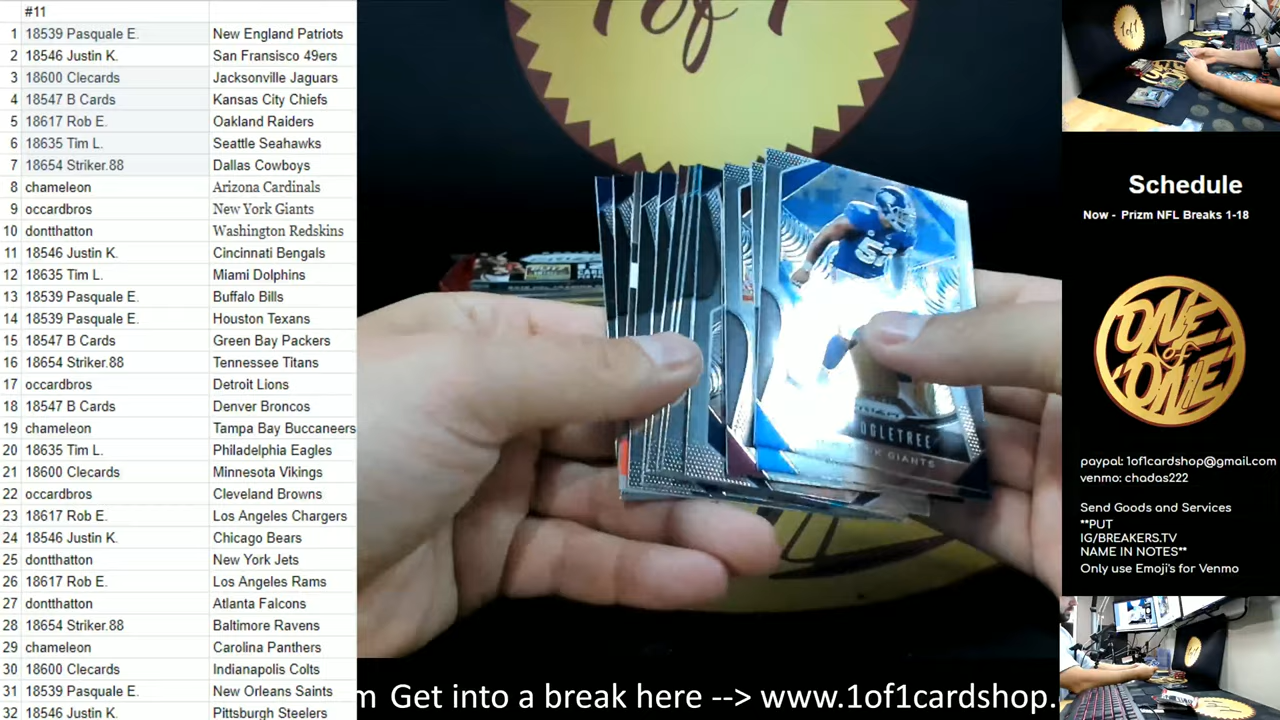 #11
1 18539 Pasquale E. New England Patriots
2 18546 Justin K. San Fransisco 49ers
3 18600 Clecards Jacksonville Jaguars
4 18547 B Cards Kansas City Chiefs
5 18617 Rob E. Oakland Raiders
6 18635 Tim L. Seattle Seahawks
7 18654 Striker.88 Dallas Cowboys
8 chameleon Arizona Cardinals
9 occardbros New York Giants
10 dontthatton Washington Redskins
11 18546 Justin K. Cincinnati Bengals
12 18635 Tim L. Miami Dolphins
13 18539 Pasquale E. Buffalo Bills
14 18539 Pasquale E. Houston Texans
15 18547 B Cards Green Bay Packers
16 18654 Striker.88 Tennessee Titans
17 occardbros Detroit Lions
18 18547 B Cards Denver Broncos
19 chameleon Tampa Bay Buccaneers
20 18635 Tim L. Philadelphia Eagles
21 18600 Clecards Minnesota Vikings
22 occardbros Cleveland Browns
23 18617 Rob E. Los Angeles Chargers
24 18546 Justin K. Chicago Bears
25 dontthatton New York Jets
26 18617 Rob E. Los Angeles Rams
27 dontthatton Atlanta Falcons
28 18654 Striker.88 Baltimore Ravens
29 chameleon Carolina Panthers
30 18600 Clecards Indianapolis Colts
31 18539 Pasquale E. New Orleans Saints
32 18546 Justin K. Pittsburgh Steelers
1 of 1
52
OGLETREE
GIANTS
m Get into a break here --> www.1of1cardshop.
Schedule
Now - Prizm NFL Breaks 1-18
ONE
of
ONE
paypal: 1of1cardshop@gmail.com
venmo: chadas222
Send Goods and Services
**PUT
IG/BREAKERS.TV
NAME IN NOTES**
Only use Emoji's for Venmo